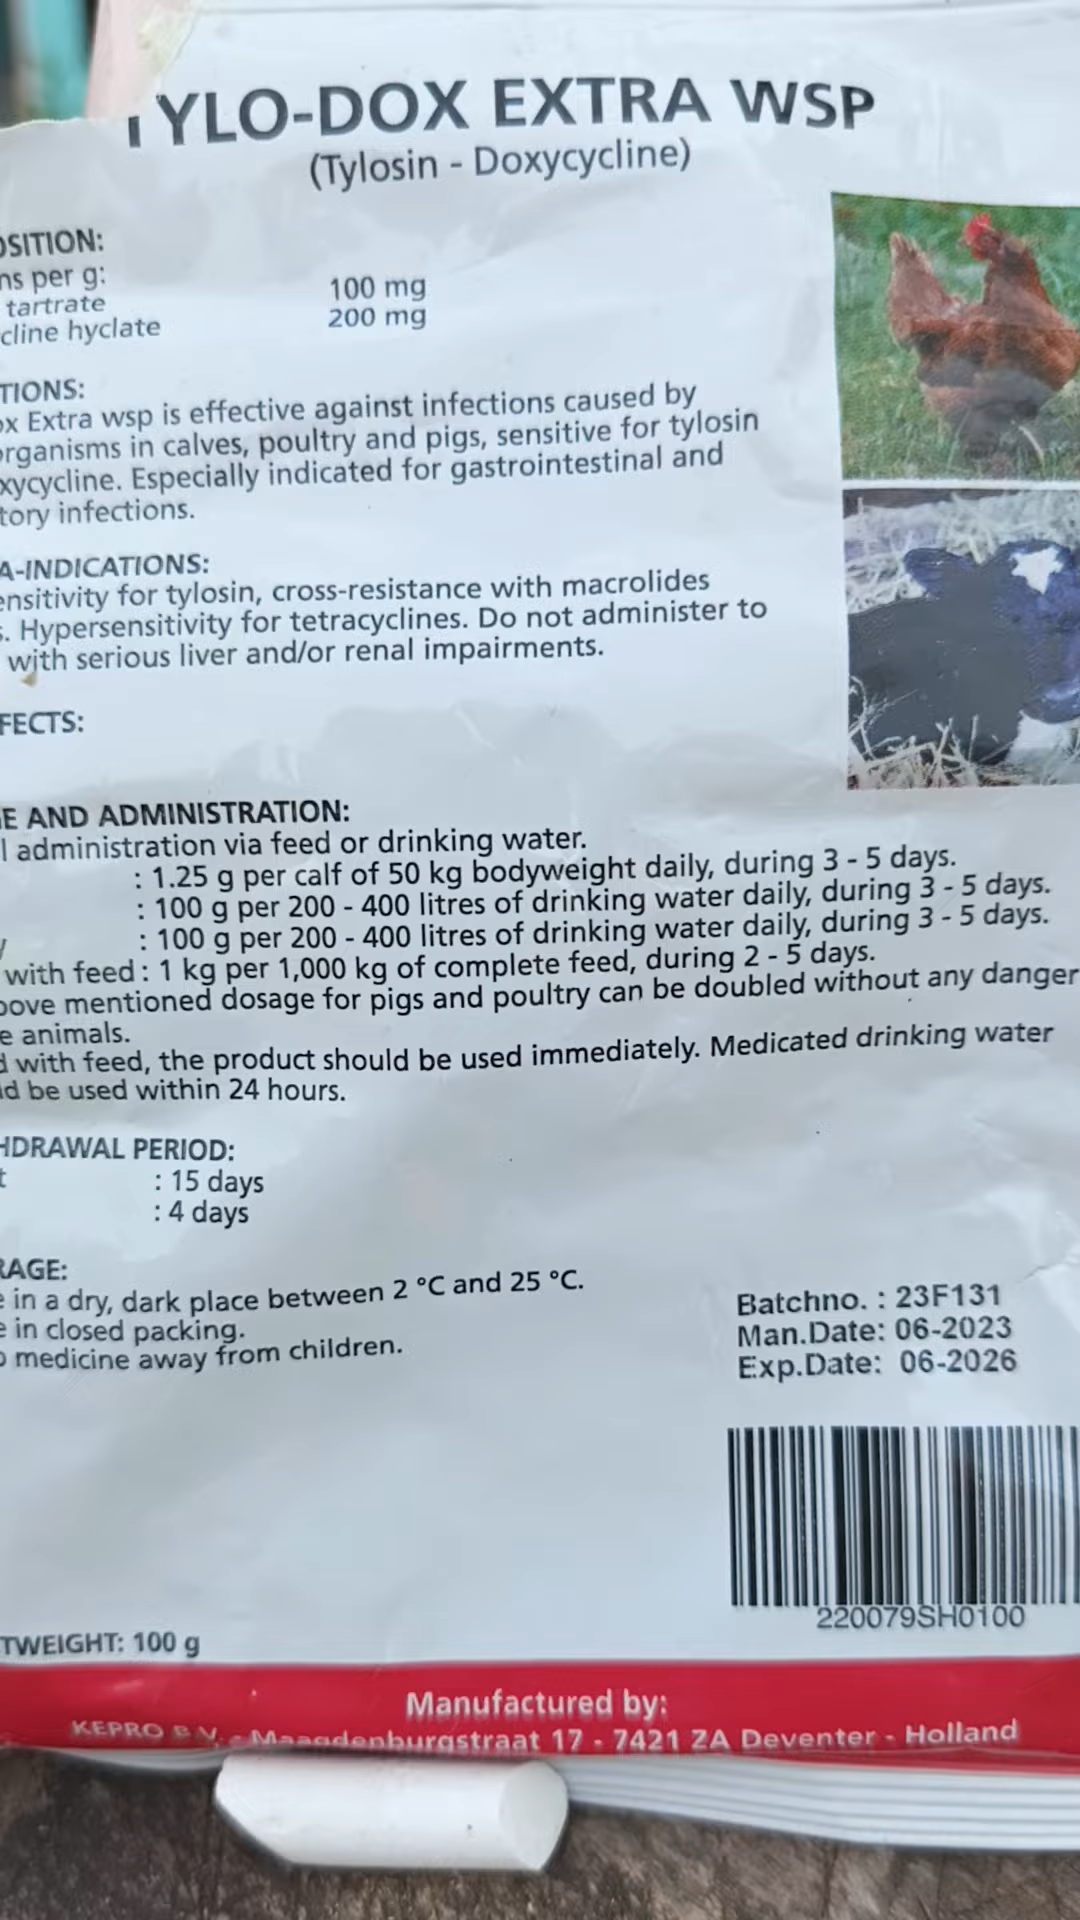 TYLO-DOX EXTRA WSP
(Tylosin - Doxycycline)
OSITION:
ns per g:
tartrate 100 mg
cline hyclate 200 mg
TIONS:
ox Extra wsp is effective against infections caused by
organisms in calves, poultry and pigs, sensitive for tylosin
xycycline. Especially indicated for gastrointestinal and
tory infections.
A-INDICATIONS:
ensitivity for tylosin, cross-resistance with macrolides
s. Hypersensitivity for tetracyclines. Do not administer to
with serious liver and/or renal impairments.
FECTS:
E AND ADMINISTRATION:
l administration via feed or drinking water.
: 1.25 g per calf of 50 kg bodyweight daily, during 3 - 5 days.
: 100 g per 200 - 400 litres of drinking water daily, during 3 - 5 days.
y : 100 g per 200 - 400 litres of drinking water daily, during 3 - 5 days.
with feed : 1 kg per 1,000 kg of complete feed, during 2 - 5 days.
bove mentioned dosage for pigs and poultry can be doubled without any danger
e animals.
d with feed, the product should be used immediately. Medicated drinking water
ld be used within 24 hours.
HDRAWAL PERIOD:
t : 15 days
: 4 days
RAGE:
e in a dry, dark place between 2 °C and 25 °C.
e in closed packing.
p medicine away from children.
Batchno. : 23F131
Man.Date: 06-2023
Exp.Date: 06-2026
220079SH0100
TWEIGHT: 100 g
Manufactured by:
KEPRO B.V. - Maagdenburgstraat 17 - 7421 ZA Deventer - Holland